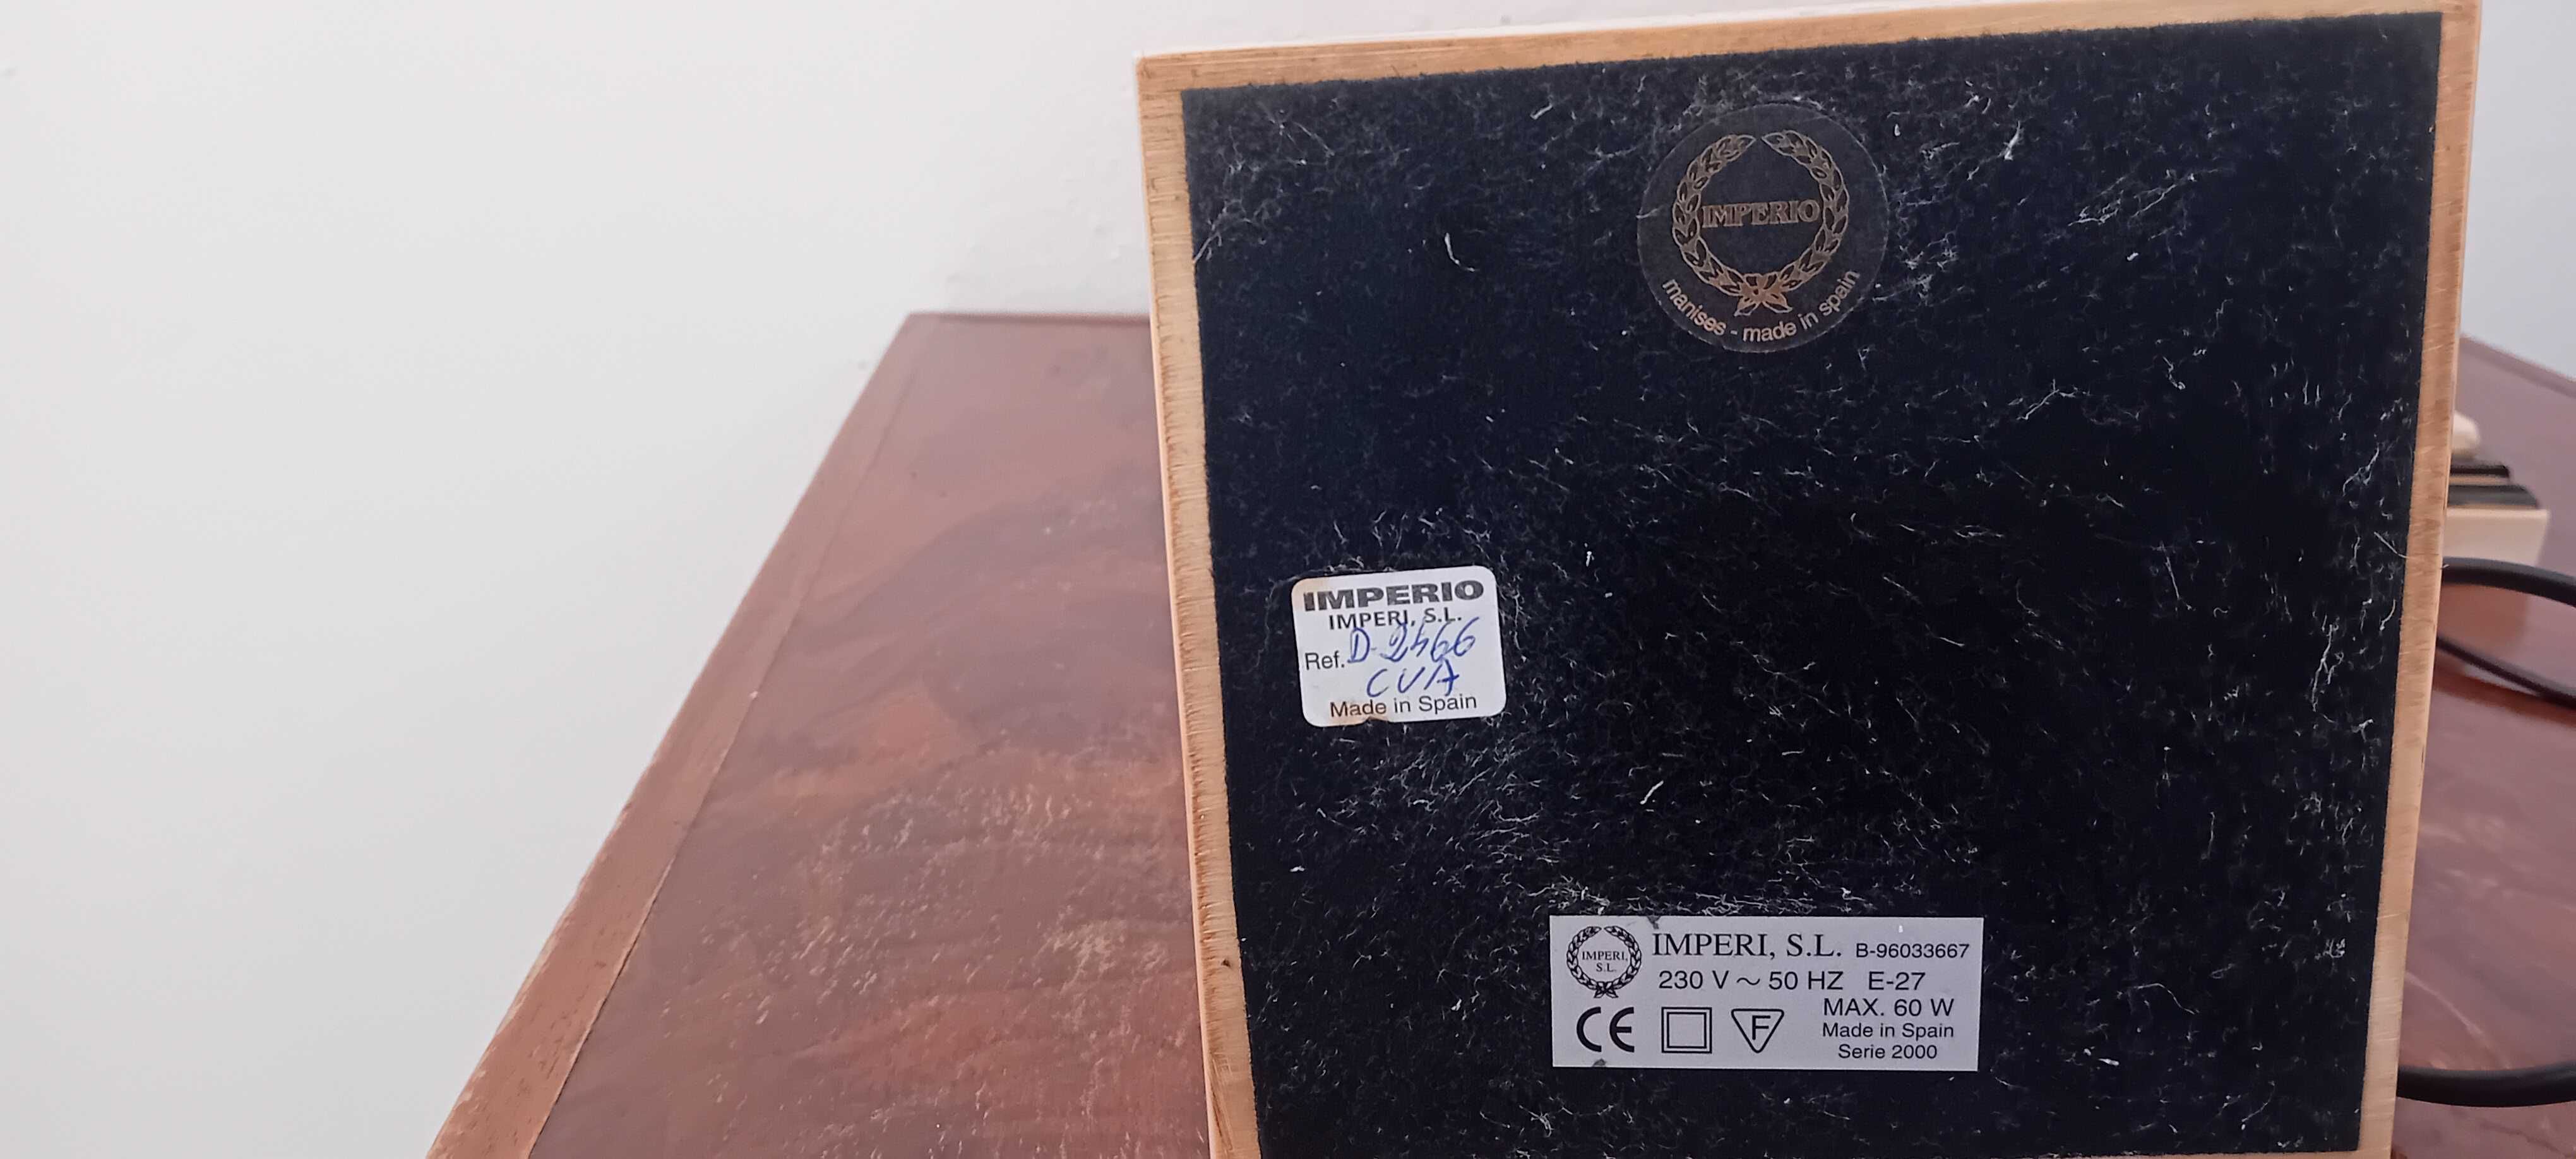 IMPERIO
manises - made in spain
IMPERIO
IMPERI, S.L.
Ref. D-2466
CVA
Made in Spain
IMPERI, S.L.
IMPERI, S.L. B-96033667
230 V ~ 50 HZ E-27
MAX. 60 W
CE F Made in Spain
Serie 2000